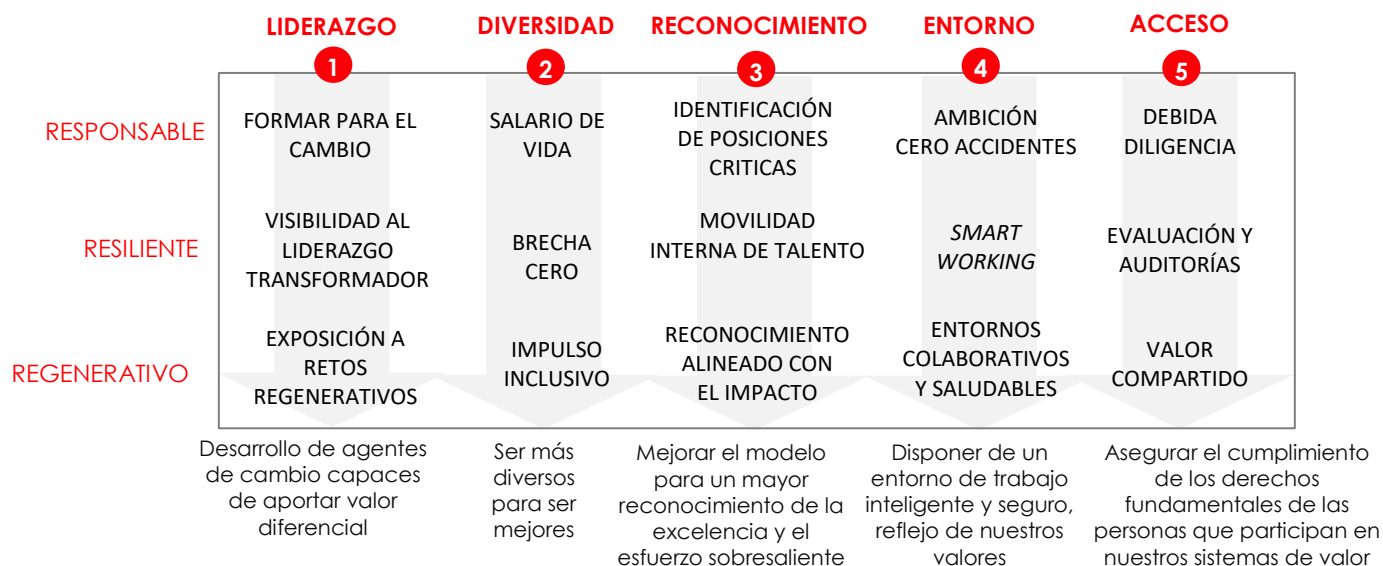 LIDERAZGO
DIVERSIDAD
RECONOCIMIENTO
ENTORNO
ACCESO
1
2
3
4
5
RESPONSABLE
FORMAR PARA EL
CAMBIO
SALARIO DE
VIDA
IDENTIFICACIÓN
DE POSICIONES
CRITICAS
AMBICIÓN
CERO ACCIDENTES
DEBIDA
DILIGENCIA
RESILIENTE
VISIBILIDAD AL
LIDERAZGO
TRANSFORMADOR
BRECHA
CERO
MOVILIDAD
INTERNA DE TALENTO
SMART
WORKING
EVALUACIÓN Y
AUDITORÍAS
REGENERATIVO
EXPOSICIÓN A
RETOS
REGENERATIVOS
IMPULSO
INCLUSIVO
RECONOCIMIENTO
ALINEADO CON
EL IMPACTO
ENTORNOS
COLABORATIVOS
Y SALUDABLES
VALOR
COMPARTIDO
Desarrollo de agentes
de cambio capaces
de aportar valor
diferencial
Ser más
diversos
para ser
mejores
Mejorar el modelo
para un mayor
reconocimiento de la
excelencia y el
esfuerzo sobresaliente
Disponer de un
entorno de trabajo
inteligente y seguro,
reflejo de nuestros
valores
Asegurar el cumplimiento
de los derechos
fundamentales de las
personas que participan en
nuestros sistemas de valor